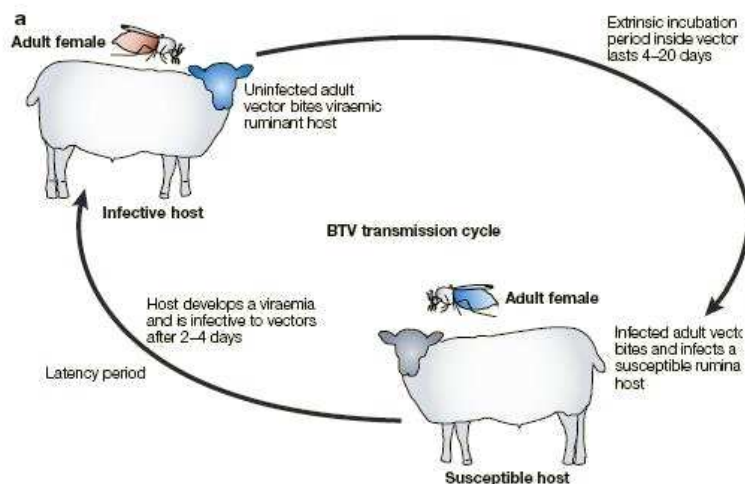 a
Adult female
Uninfected adult
vector bites viraemic
ruminant host
Infective host
Extrinsic incubation
period inside vector
lasts 4–20 days
BTV transmission cycle
Adult female
Infected adult
bites and infects a
susceptible
host
Susceptible host
Host develops a viraemia
and is infective to vectors
after 2–4 days
Latency period